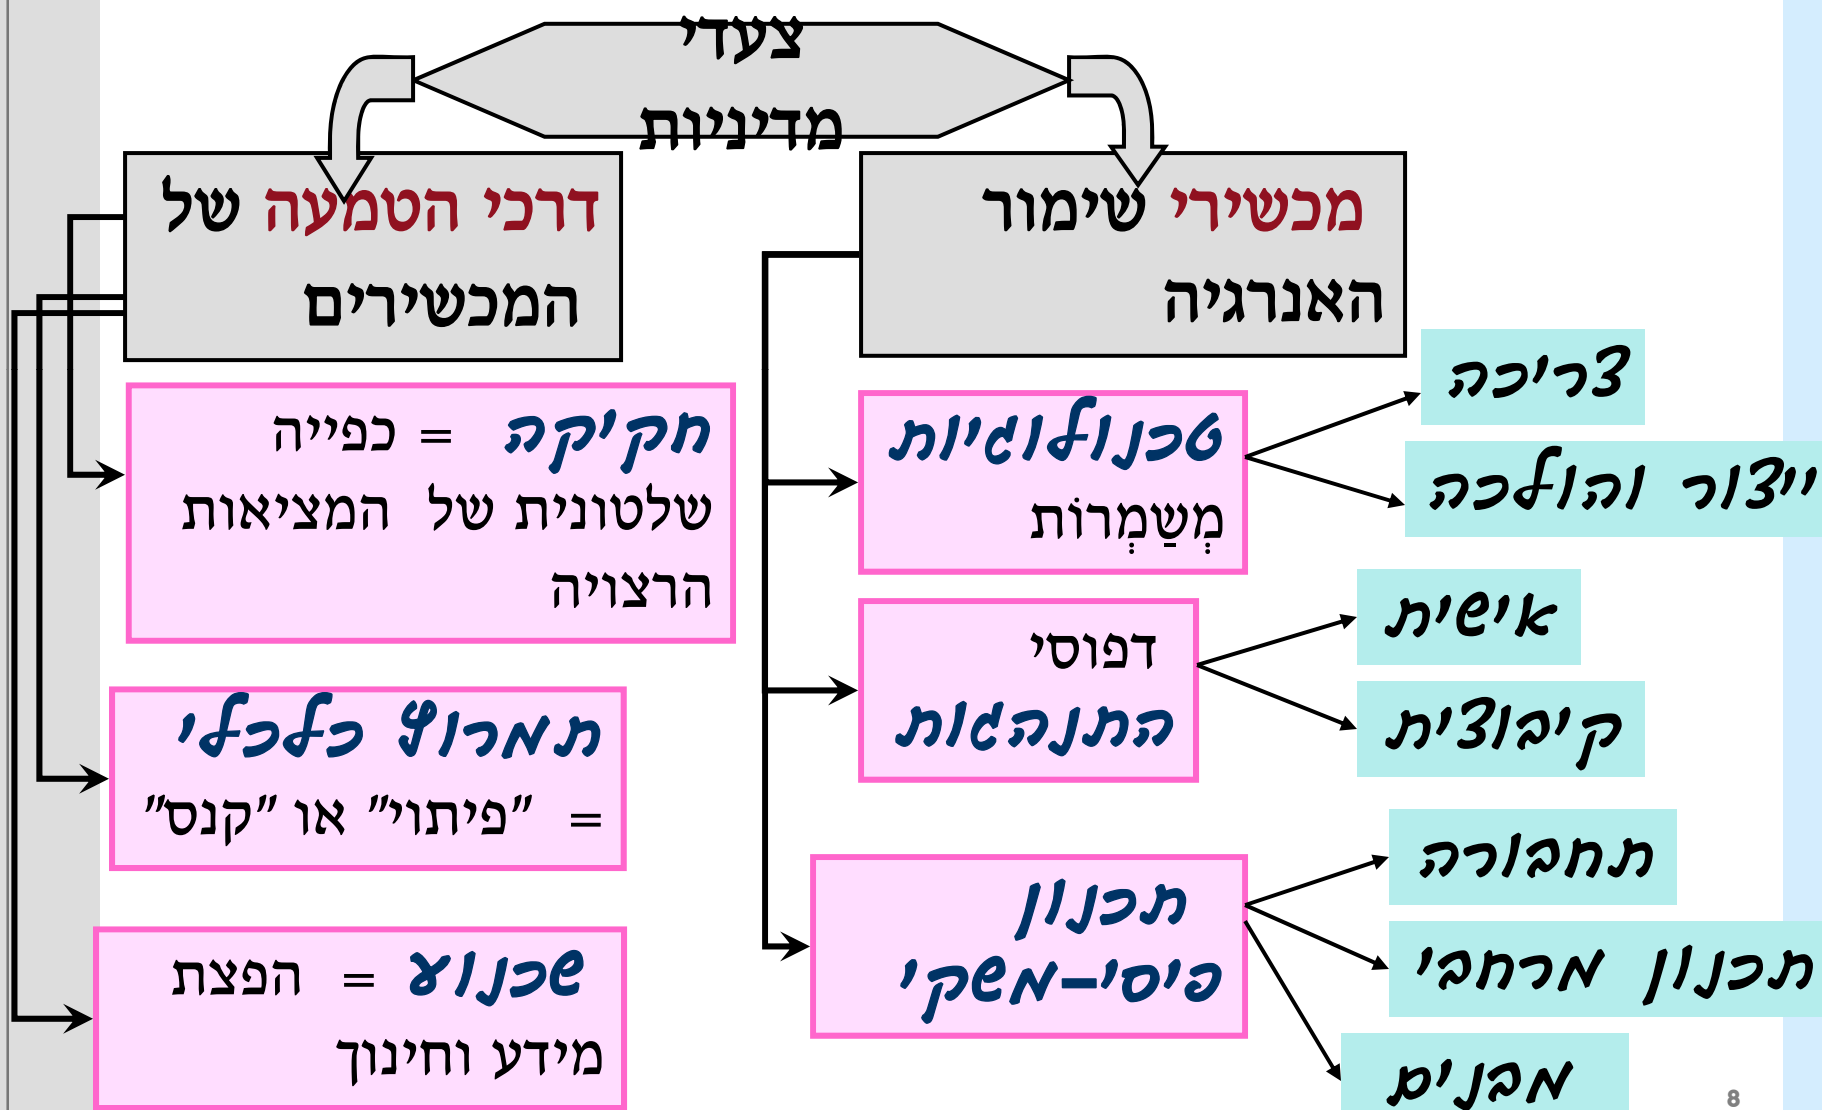 צעדי
מדיניות
מכשירי שימור
האנרגיה
דרכי הטמעה של
המכשירים
טכנולוגיות
מְשַמְרוֹת
צריכה
ייצור והולכה
דפוסי
התנהגות
אישית
קיבוצית
תכנון
פיסי-משקי
תחבורה
תכנון מרחבי
מבנים
חקיקה = כפייה
שלטונית של המציאות
הרצויה
תמרוץ כלכלי
= "פיתוי" או "קנס"
שכנוע = הפצת
מידע וחינוך
8